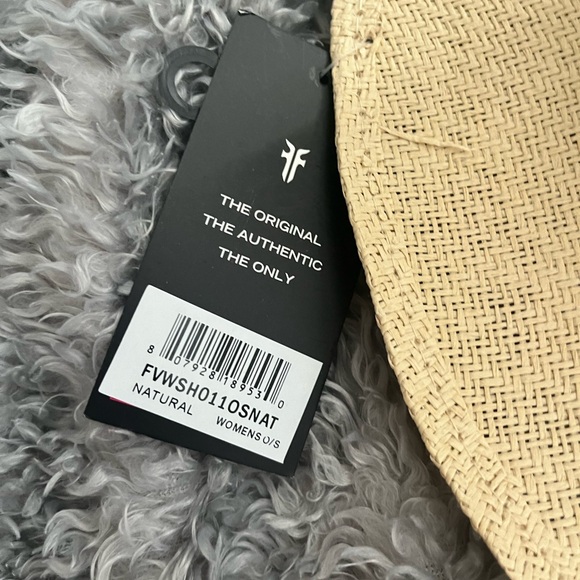 THE ORIGINAL
THE AUTHENTIC
THE ONLY
8 07928 18953 0
FVWSH011OSNAT
NATURAL WOMENS O/S